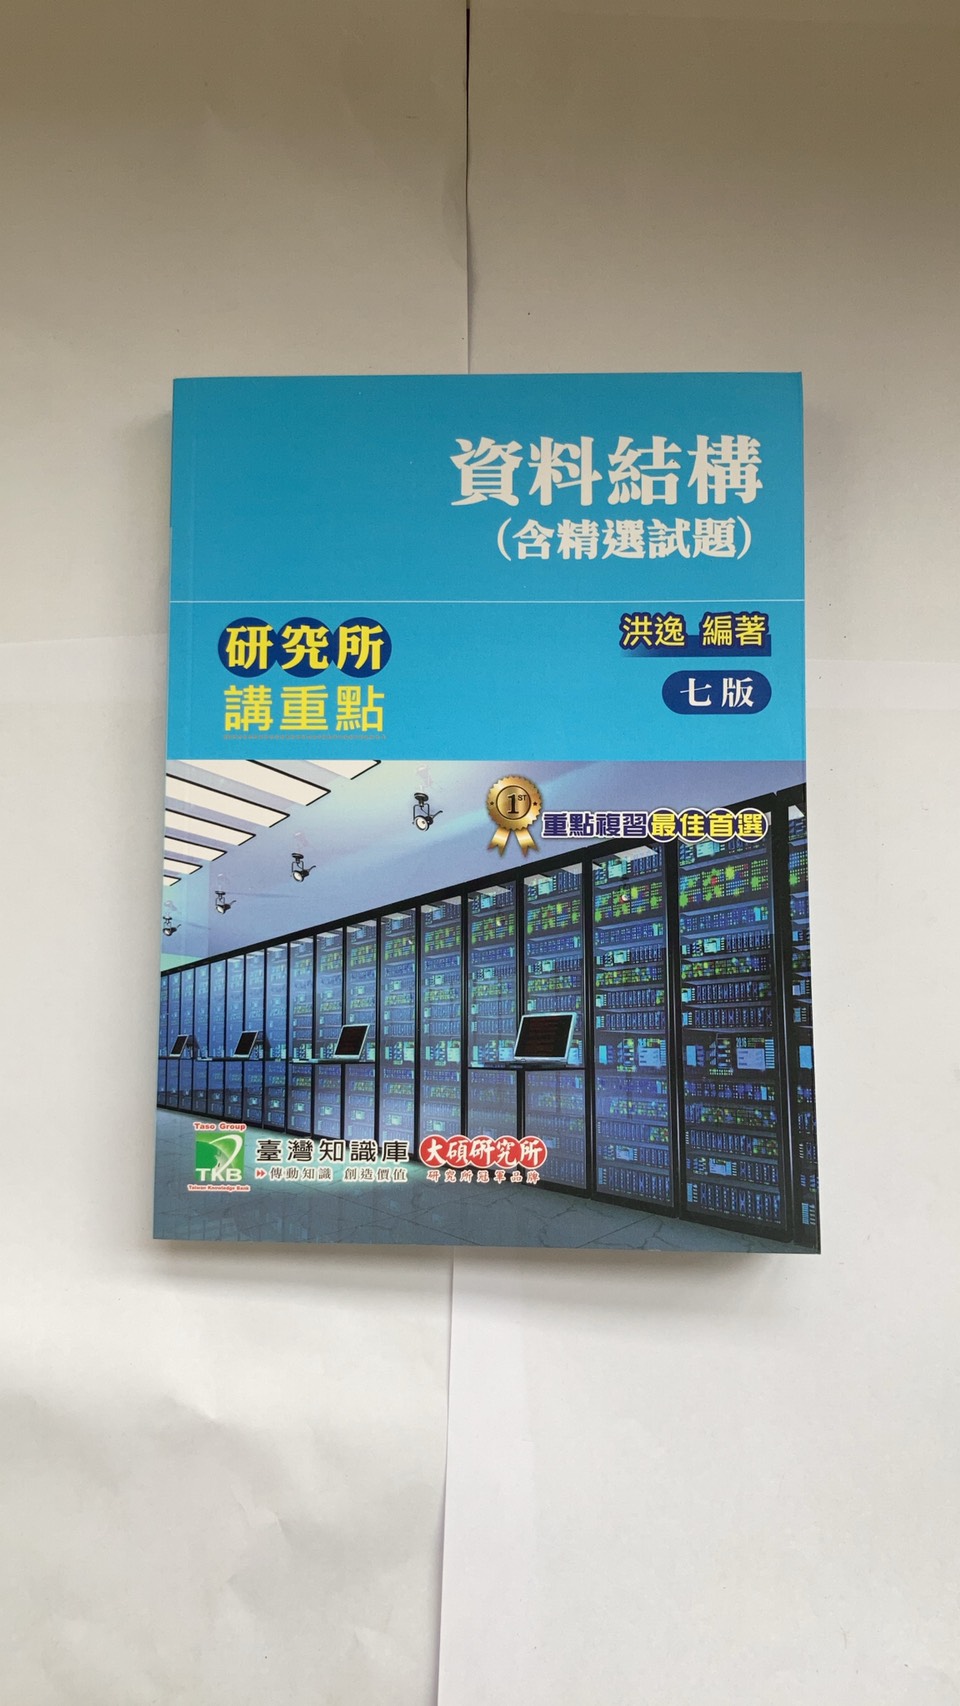 資料結構
(含精選試題)
研究所
講重點
洪逸 編著
七版
1ST
重點複習最佳首選
Taso Group
TKB
Taiwan Knowledge Bank
臺灣知識庫
傳動知識 創造價值
大碩研究所
研究所冠軍品牌